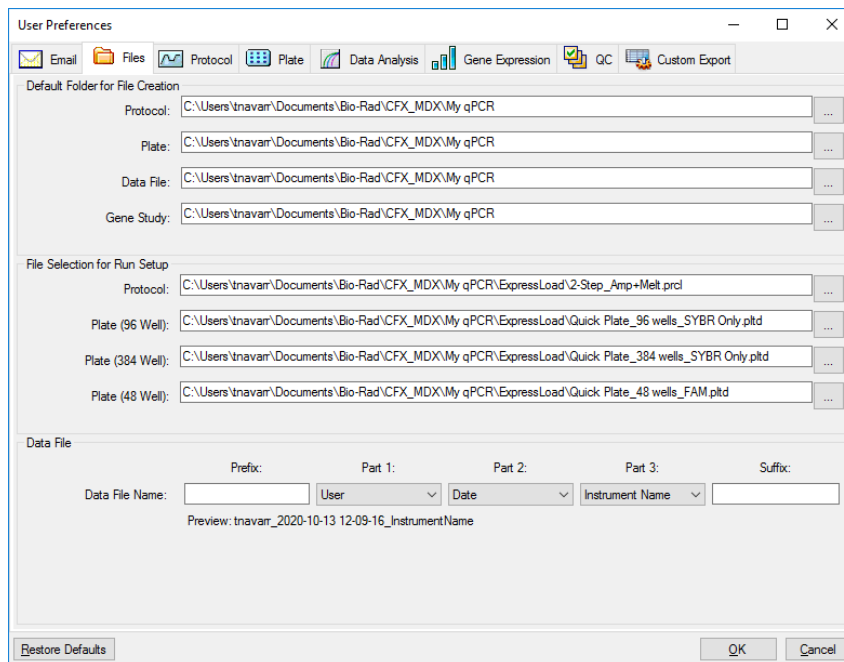 User Preferences
Email Files Protocol Plate Data Analysis Gene Expression QC Custom Export
Default Folder for File Creation
Protocol: C:\Users\tnavarr\Documents\Bio-Rad\CFX_MDX\My qPCR ...
Plate: C:\Users\tnavarr\Documents\Bio-Rad\CFX_MDX\My qPCR ...
Data File: C:\Users\tnavarr\Documents\Bio-Rad\CFX_MDX\My qPCR ...
Gene Study: C:\Users\tnavarr\Documents\Bio-Rad\CFX_MDX\My qPCR ...
File Selection for Run Setup
Protocol: C:\Users\tnavarr\Documents\Bio-Rad\CFX_MDX\My qPCR\ExpressLoad\2-Step_Amp+Melt.prcl ...
Plate (96 Well): C:\Users\tnavarr\Documents\Bio-Rad\CFX_MDX\My qPCR\ExpressLoad\Quick Plate_96 wells_SYBR Only.pltd ...
Plate (384 Well): C:\Users\tnavarr\Documents\Bio-Rad\CFX_MDX\My qPCR\ExpressLoad\Quick Plate_384 wells_SYBR Only.pltd ...
Plate (48 Well): C:\Users\tnavarr\Documents\Bio-Rad\CFX_MDX\My qPCR\ExpressLoad\Quick Plate_48 wells_FAM.pltd ...
Data File
Prefix: Part 1: Part 2: Part 3: Suffix:
Data File Name: User Date Instrument Name
Preview: tnavarr_2020-10-13 12-09-16_InstrumentName
Restore Defaults OK Cancel